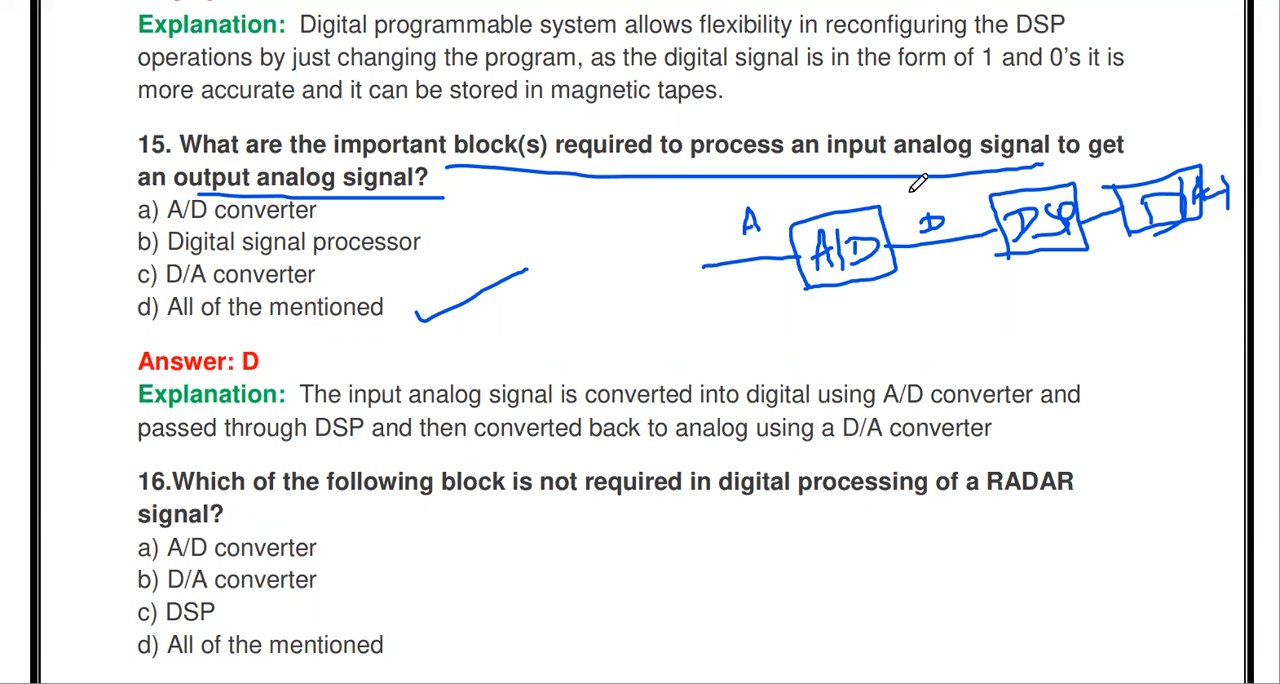 Explanation: Digital programmable system allows flexibility in reconfiguring the DSP
operations by just changing the program, as the digital signal is in the form of 1 and 0’s it is
more accurate and it can be stored in magnetic tapes.
15. What are the important block(s) required to process an input analog signal to get
an output analog signal?
a) A/D converter
b) Digital signal processor
c) D/A converter
d) All of the mentioned
A
A/D
D
DSP
D/A
Answer: D
Explanation: The input analog signal is converted into digital using A/D converter and
passed through DSP and then converted back to analog using a D/A converter
16.Which of the following block is not required in digital processing of a RADAR
signal?
a) A/D converter
b) D/A converter
c) DSP
d) All of the mentioned